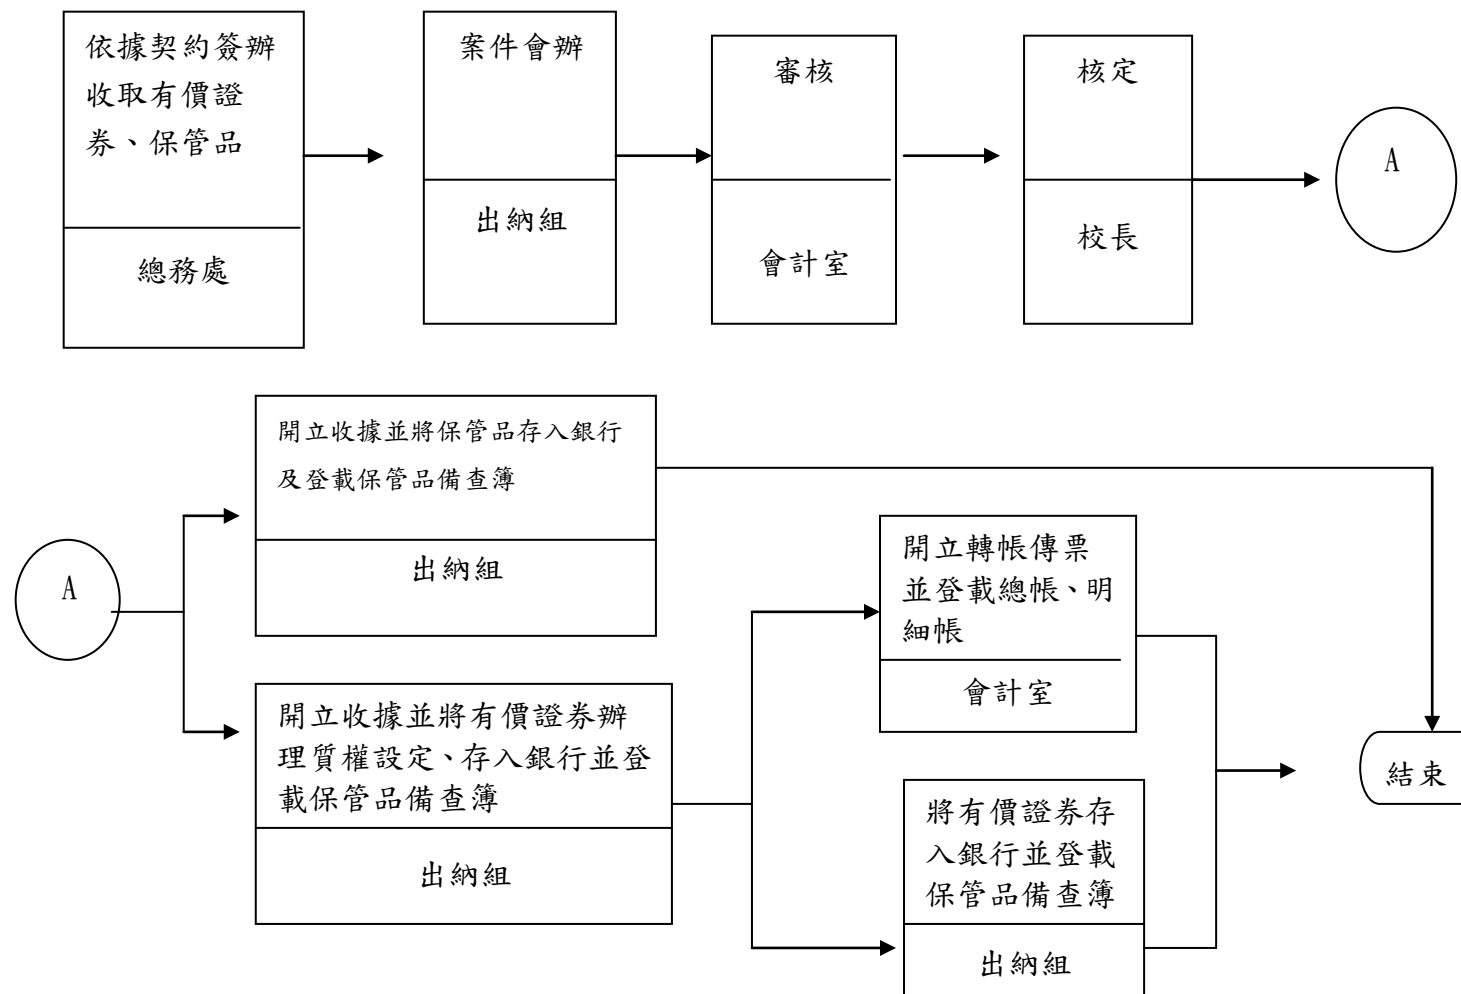 依據契約簽辦
收取有價證
券、保管品
總務處
案件會辦
出納組
審核
會計室
核定
校長
A
開立收據並將保管品存入銀行
及登載保管品備查簿
出納組
A
開立收據並將有價證券辦
理質權設定、存入銀行並登
載保管品備查簿
出納組
開立轉帳傳票
並登載總帳、明
細帳
會計室
將有價證券存
入銀行並登載
保管品備查簿
出納組
結束